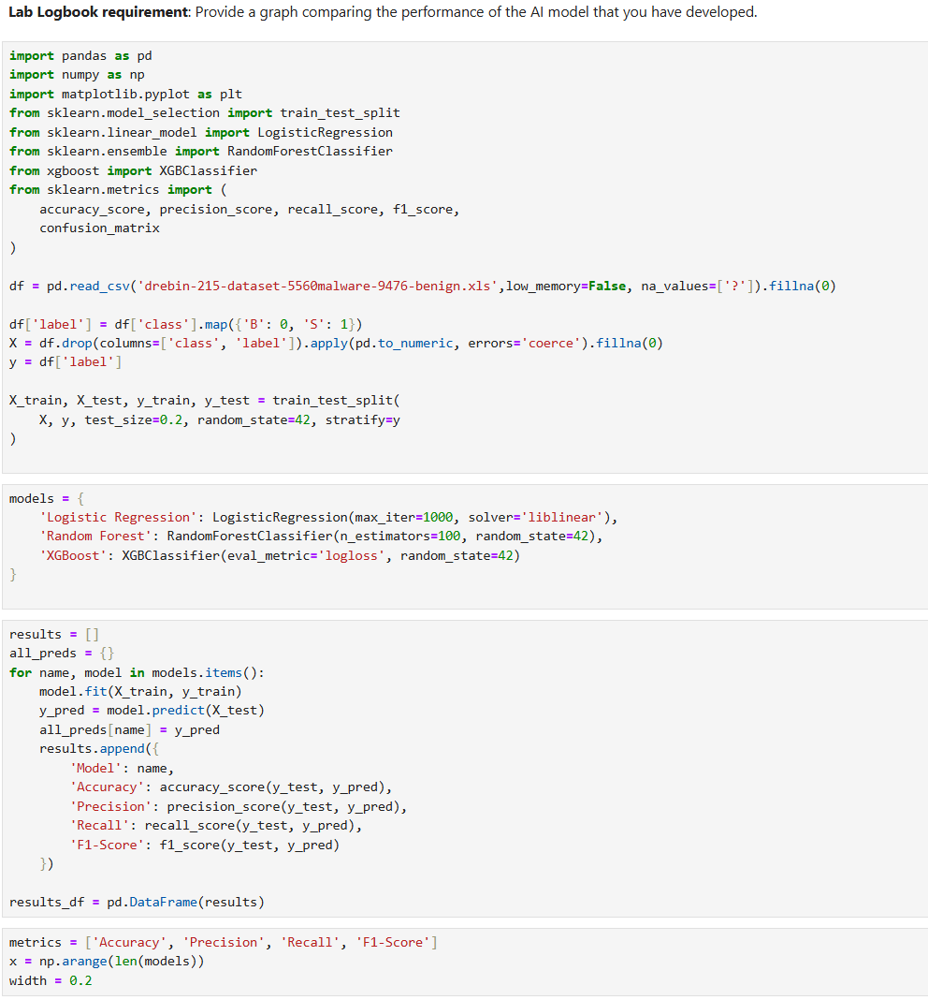 Lab Logbook requirement: Provide a graph comparing the performance of the AI model that you have developed.
import pandas as pd
import numpy as np
import matplotlib.pyplot as plt
from sklearn.model_selection import train_test_split
from sklearn.linear_model import LogisticRegression
from sklearn.ensemble import RandomForestClassifier
from xgboost import XGBClassifier
from sklearn.metrics import (
    accuracy_score, precision_score, recall_score, f1_score,
    confusion_matrix
)

df = pd.read_csv('drebin-215-dataset-5560malware-9476-benign.xls',low_memory=False, na_values=['?']).fillna(0)

df['label'] = df['class'].map({'B': 0, 'S': 1})
X = df.drop(columns=['class', 'label']).apply(pd.to_numeric, errors='coerce').fillna(0)
y = df['label']

X_train, X_test, y_train, y_test = train_test_split(
    X, y, test_size=0.2, random_state=42, stratify=y
)

models = {
    'Logistic Regression': LogisticRegression(max_iter=1000, solver='liblinear'),
    'Random Forest': RandomForestClassifier(n_estimators=100, random_state=42),
    'XGBoost': XGBClassifier(eval_metric='logloss', random_state=42)
}

results = []
all_preds = {}
for name, model in models.items():
    model.fit(X_train, y_train)
    y_pred = model.predict(X_test)
    all_preds[name] = y_pred
    results.append({
        'Model': name,
        'Accuracy': accuracy_score(y_test, y_pred),
        'Precision': precision_score(y_test, y_pred),
        'Recall': recall_score(y_test, y_pred),
        'F1-Score': f1_score(y_test, y_pred)
    })

results_df = pd.DataFrame(results)

metrics = ['Accuracy', 'Precision', 'Recall', 'F1-Score']
x = np.arange(len(models))
width = 0.2